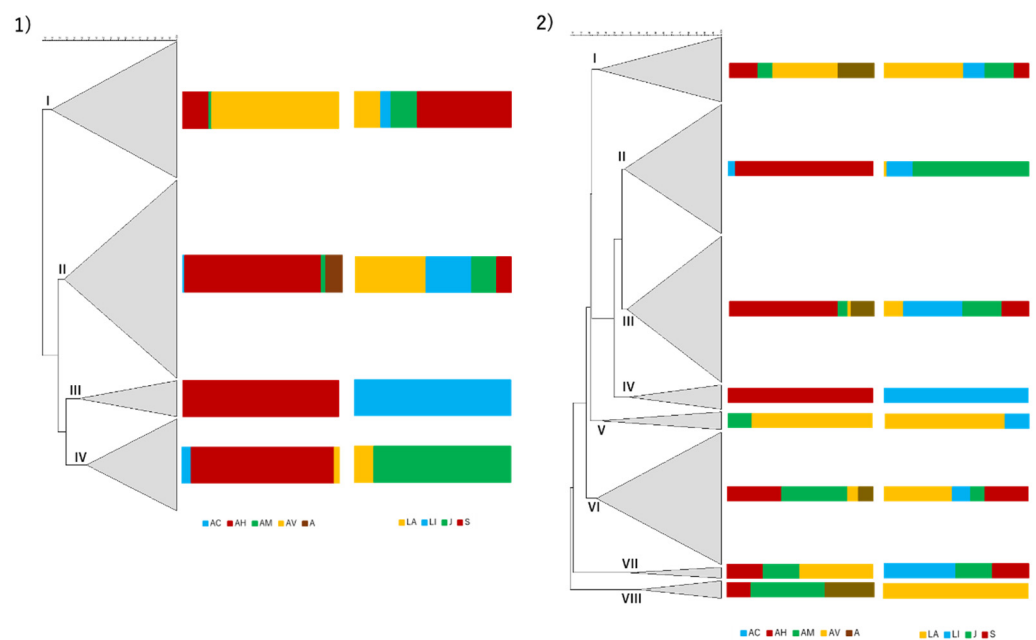 1)
I
II
III
IV
AC AH AM AV A
LA LI J S
2)
I
II
III
IV
V
VI
VII
VIII
AC AH AM AV A
LA LI J S